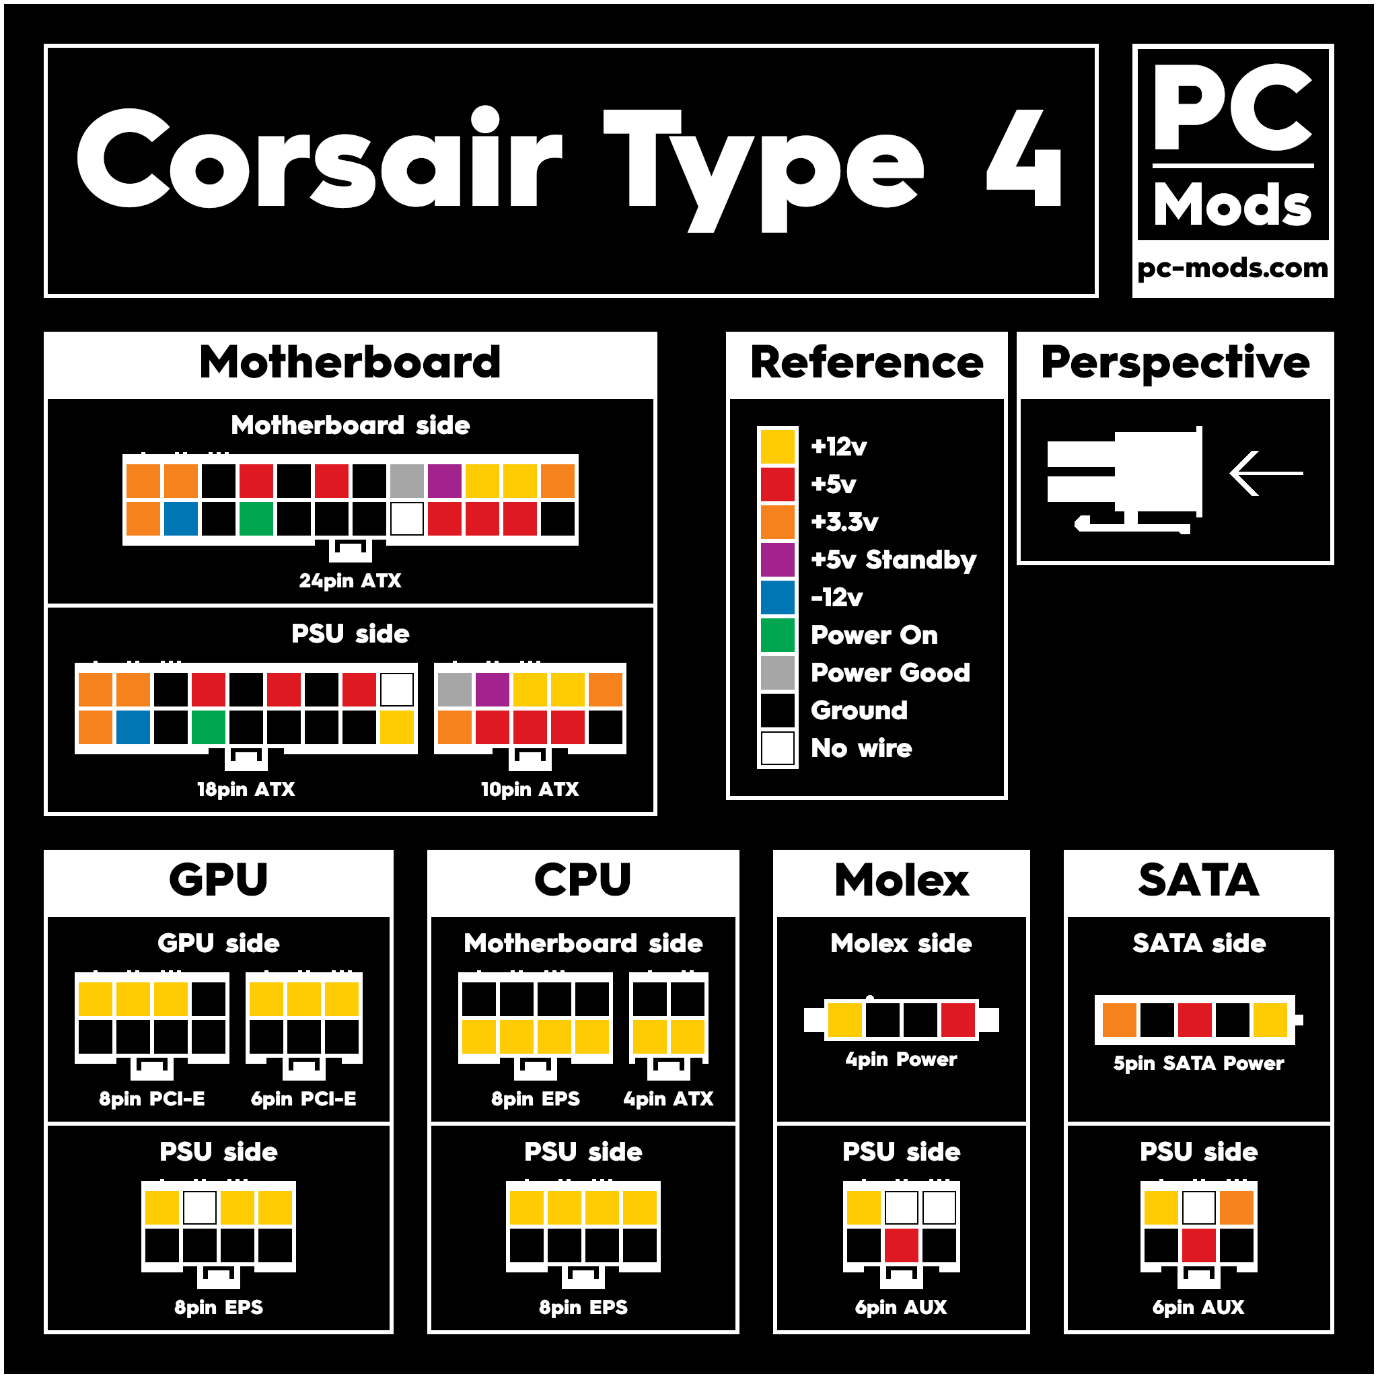 Corsair Type 4
PC
Mods
pc-mods.com
Motherboard
Motherboard side
24pin ATX
PSU side
18pin ATX
10pin ATX
Reference
+12v
+5v
+3.3v
+5v Standby
-12v
Power On
Power Good
Ground
No wire
Perspective
GPU
GPU side
8pin PCI-E
6pin PCI-E
PSU side
8pin EPS
CPU
Motherboard side
8pin EPS
4pin ATX
PSU side
8pin EPS
Molex
Molex side
4pin Power
PSU side
6pin AUX
SATA
SATA side
5pin SATA Power
PSU side
6pin AUX